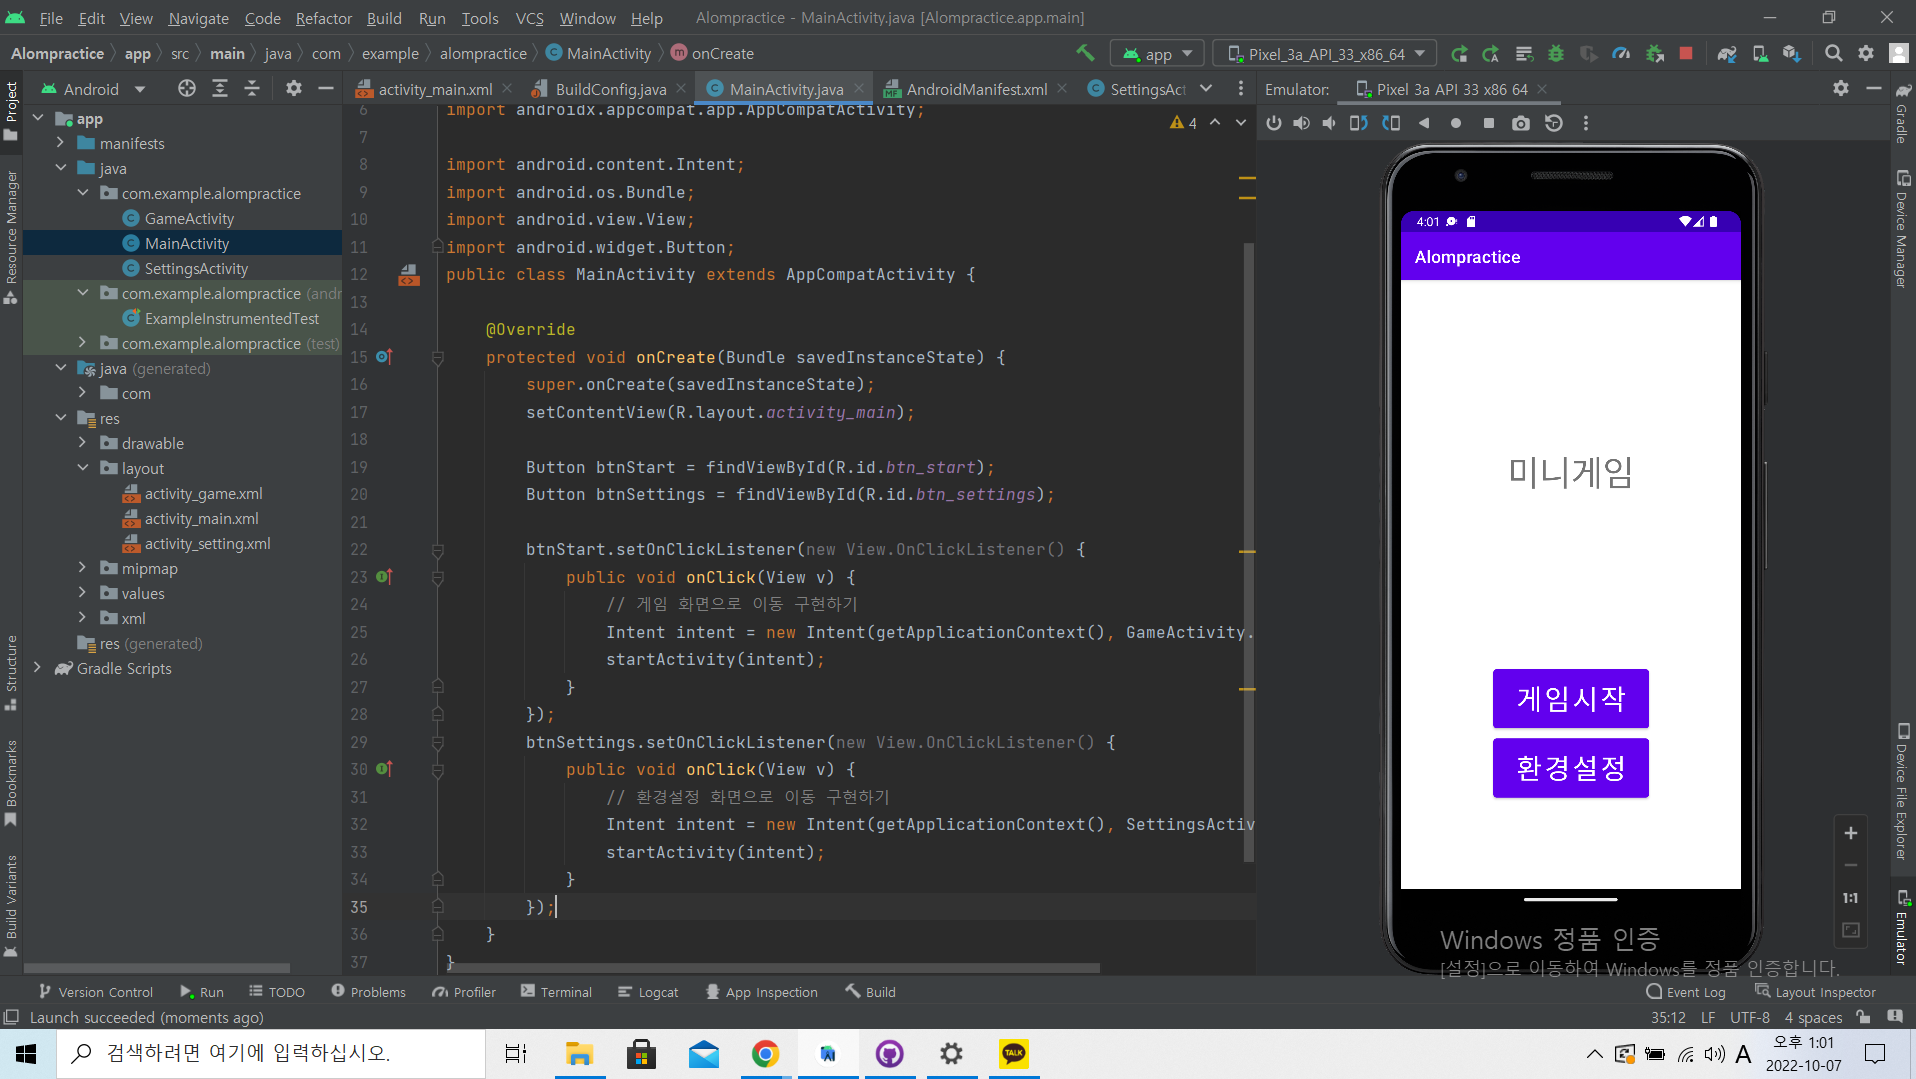 File Edit View Navigate Code Refactor Build Run Tools VCS Window Help Alompractice - MainActivity.java [Alompractice.app.main]
Alompractice app src main java com example alompractice MainActivity onCreate app Pixel_3a_API_33_x86_64
Project
Android
activity_main.xml BuildConfig.java MainActivity.java AndroidManifest.xml SettingsAct
Emulator: Pixel 3a API 33 x86 64
app
manifests
java
com.example.alompractice
GameActivity
MainActivity
SettingsActivity
com.example.alompractice (andr
ExampleInstrumentedTest
com.example.alompractice (test)
java (generated)
com
res
drawable
layout
activity_game.xml
activity_main.xml
activity_setting.xml
mipmap
values
xml
res (generated)
Gradle Scripts
Resource Manager
Structure
Bookmarks
Build Variants
4
6 import androidx.appcompat.app.AppCompatActivity;
7
8 import android.content.Intent;
9 import android.os.Bundle;
10 import android.view.View;
11 import android.widget.Button;
12 public class MainActivity extends AppCompatActivity {
13
14 @Override
15 protected void onCreate(Bundle savedInstanceState) {
16 super.onCreate(savedInstanceState);
17 setContentView(R.layout.activity_main);
18
19 Button btnStart = findViewById(R.id.btn_start);
20 Button btnSettings = findViewById(R.id.btn_settings);
21
22 btnStart.setOnClickListener(new View.OnClickListener() {
23 public void onClick(View v) {
24 // 게임 화면으로 이동 구현하기
25 Intent intent = new Intent(getApplicationContext(), GameActivity.
26 startActivity(intent);
27 }
28 });
29 btnSettings.setOnClickListener(new View.OnClickListener() {
30 public void onClick(View v) {
31 // 환경설정 화면으로 이동 구현하기
32 Intent intent = new Intent(getApplicationContext(), SettingsActiv
33 startActivity(intent);
34 }
35 });
36 }
37 }
4:01
Alompractice
미니게임
게임시작
환경설정
1:1
Windows 정품 인증
[설정]으로 이동하여 Windows를 정품 인증합니다.
Gradle
Device Manager
Device File Explorer
Emulator
Version Control Run TODO Problems Profiler Terminal Logcat App Inspection Build Event Log Layout Inspector
Launch succeeded (moments ago) 35:12 LF UTF-8 4 spaces
검색하려면 여기에 입력하십시오.
TALK
A
오후 1:01
2022-10-07